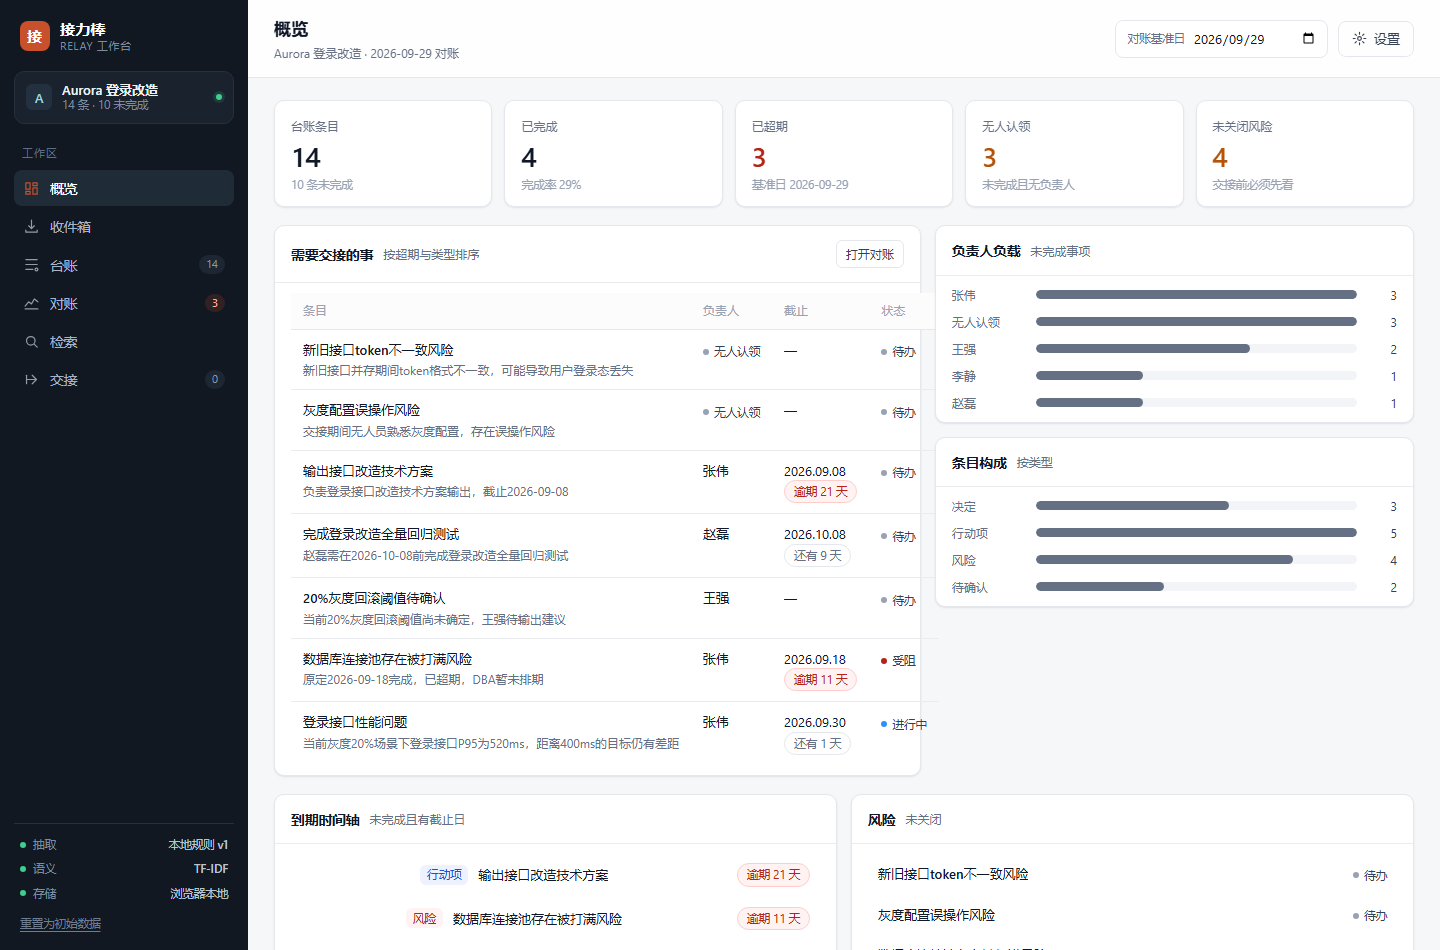 接
接力棒
RELAY 工作台
A
Aurora 登录改造
14 条 · 10 未完成
工作区
概览
收件箱
台账
14
对账
3
检索
交接
0
抽取
本地规则 v1
语义
TF-IDF
存储
浏览器本地
重置为初始数据
概览
Aurora 登录改造 · 2026-09-29 对账
对账基准日 2026/09/29
设置
台账条目
14
10 条未完成
已完成
4
完成率 29%
已超期
3
基准日 2026-09-29
无人认领
3
未完成且无负责人
未关闭风险
4
交接前必须先看
需要交接的事 按超期与类型排序
打开对账
条目 负责人 截止 状态
新旧接口token不一致风险
新旧接口并存期间token格式不一致，可能导致用户登录态丢失
无人认领 — 待办
灰度配置误操作风险
交接期间无人员熟悉灰度配置，存在误操作风险
无人认领 — 待办
输出接口改造技术方案
负责登录接口改造技术方案输出，截止2026-09-08
张伟 2026.09.08 待办
逾期 21 天
完成登录改造全量回归测试
赵磊需在2026-10-08前完成登录改造全量回归测试
赵磊 2026.10.08 待办
还有 9 天
20%灰度回滚阈值待确认
当前20%灰度回滚阈值尚未确定，王强待输出建议
王强 — 待办
数据库连接池存在被打满风险
原定2026-09-18完成，已超期，DBA暂未排期
张伟 2026.09.18 受阻
逾期 11 天
登录接口性能问题
当前灰度20%场景下登录接口P95为520ms，距离400ms的目标仍有差距
张伟 2026.09.30 进行中
还有 1 天
负责人负载 未完成事项
张伟 3
无人认领 3
王强 2
李静 1
赵磊 1
条目构成 按类型
决定 3
行动项 5
风险 4
待确认 2
到期时间轴 未完成且有截止日
行动项 输出接口改造技术方案 逾期 21 天
风险 数据库连接池存在被打满风险 逾期 11 天
风险 未关闭
新旧接口token不一致风险 待办
灰度配置误操作风险 待办